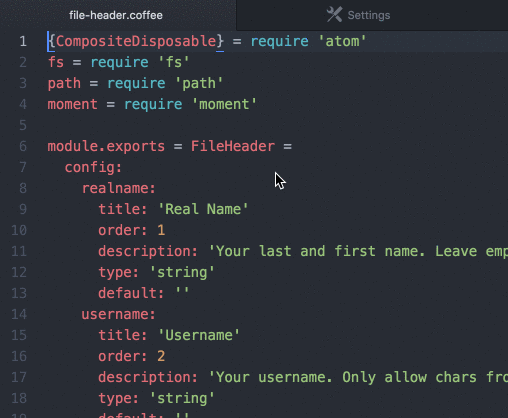 file-header.coffee
Settings
1 {CompositeDisposable} = require 'atom'
2 fs = require 'fs'
3 path = require 'path'
4 moment = require 'moment'
5
6 module.exports = FileHeader =
7 config:
8 realname:
9 title: 'Real Name'
10 order: 1
11 description: 'Your last and first name. Leave emp
12 type: 'string'
13 default: ''
14 username:
15 title: 'Username'
16 order: 2
17 description: 'Your username. Only allow chars fro
18 type: 'string'
19 default: ''